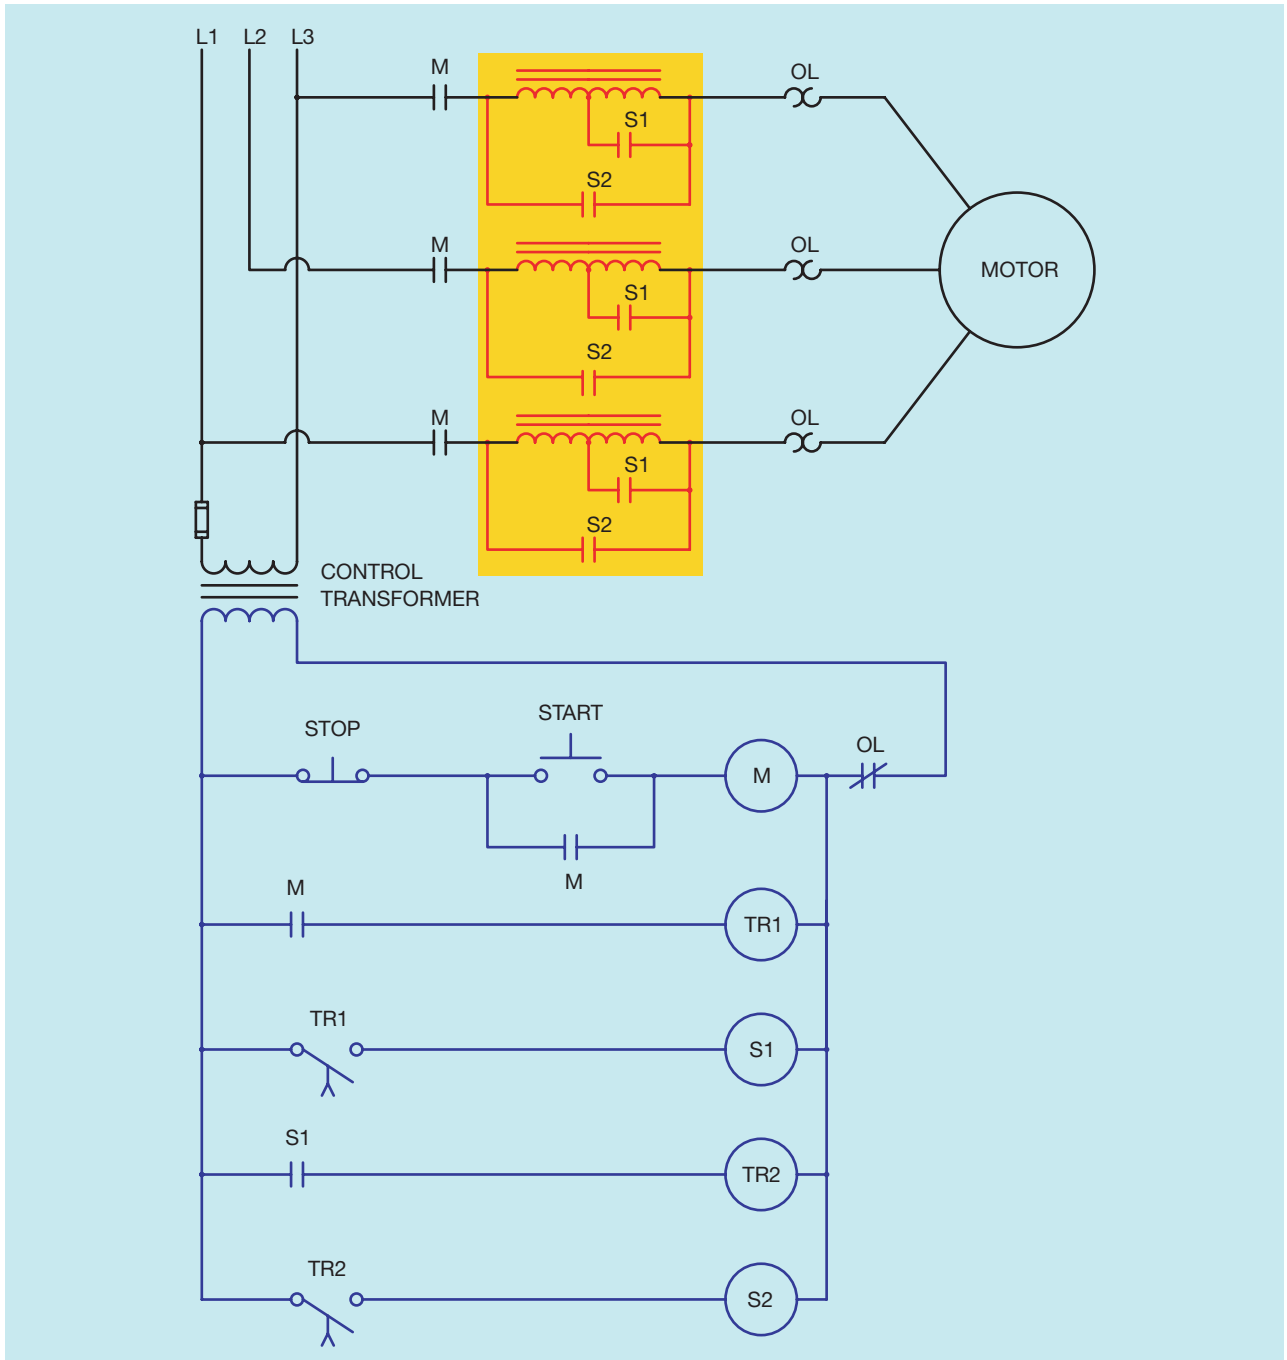 L1 L2 L3
M
OL
S1
S2
M
OL
MOTOR
S1
S2
M
OL
S1
S2
CONTROL
TRANSFORMER
STOP
START
M
OL
M
M
TR1
TR1
S1
S1
TR2
TR2
S2